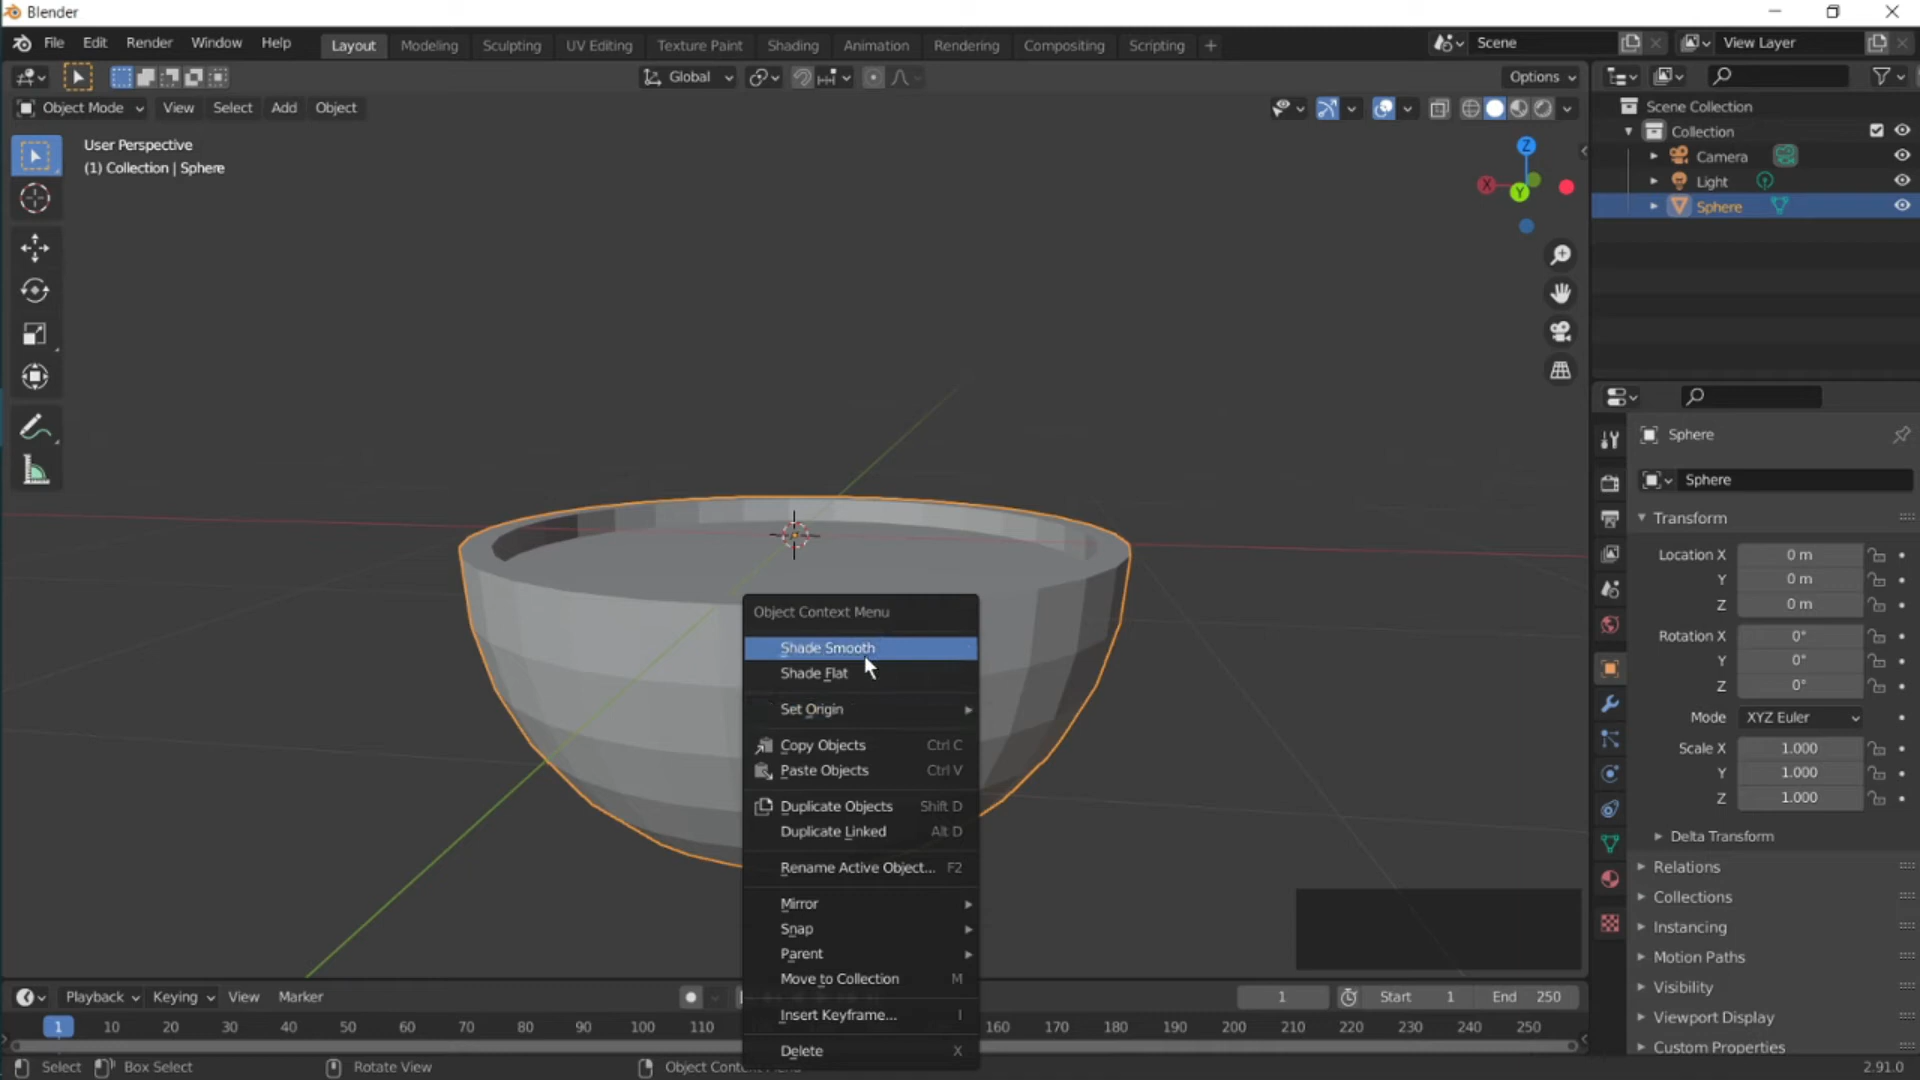 Blender
File Edit Render Window Help Layout Modeling Sculpting UV Editing Texture Paint Shading Animation Rendering Compositing Scripting + Scene View Layer
Global Options
Object Mode View Select Add Object
User Perspective
(1) Collection | Sphere
Z
X
Y
Scene Collection
Collection
Camera
Light
Sphere
Sphere
Sphere
Transform
Location X 0 m
Y 0 m
Z 0 m
Rotation X 0°
Y 0°
Z 0°
Mode XYZ Euler
Scale X 1.000
Y 1.000
Z 1.000
Delta Transform
Relations
Collections
Instancing
Motion Paths
Visibility
Viewport Display
Custom Properties
Object Context Menu
Shade Smooth
Shade Flat
Set Origin
Copy Objects Ctrl C
Paste Objects Ctrl V
Duplicate Objects Shift D
Duplicate Linked Alt D
Rename Active Object... F2
Mirror
Snap
Parent
Move to Collection M
Insert Keyframe... I
Delete X
Playback Keying View Marker 1 Start 1 End 250
1 10 20 30 40 50 60 70 80 90 100 110 160 170 180 190 200 210 220 230 240 250
Select Box Select Rotate View Object Cont 2.91.0